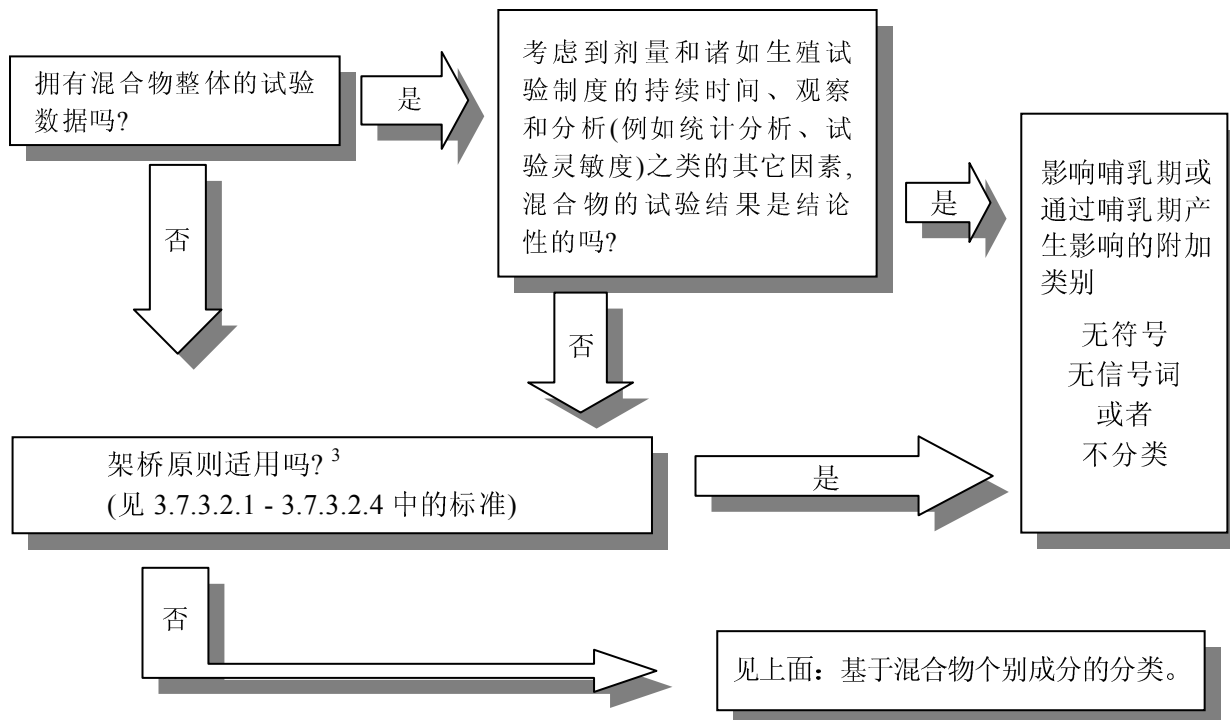 拥有混合物整体的试验
数据吗?
是
考虑到剂量和诸如生殖试
验制度的持续时间、观察
和分析(例如统计分析、试
验灵敏度)之类的其它因素,
混合物的试验结果是结论
性的吗?
是
影响哺乳期或
通过哺乳期产
生影响的附加
类别
无符号
无信号词
或者
不分类
否
否
架桥原则适用吗? 3
(见 3.7.3.2.1 - 3.7.3.2.4 中的标准)
是
否
见上面：基于混合物个别成分的分类。